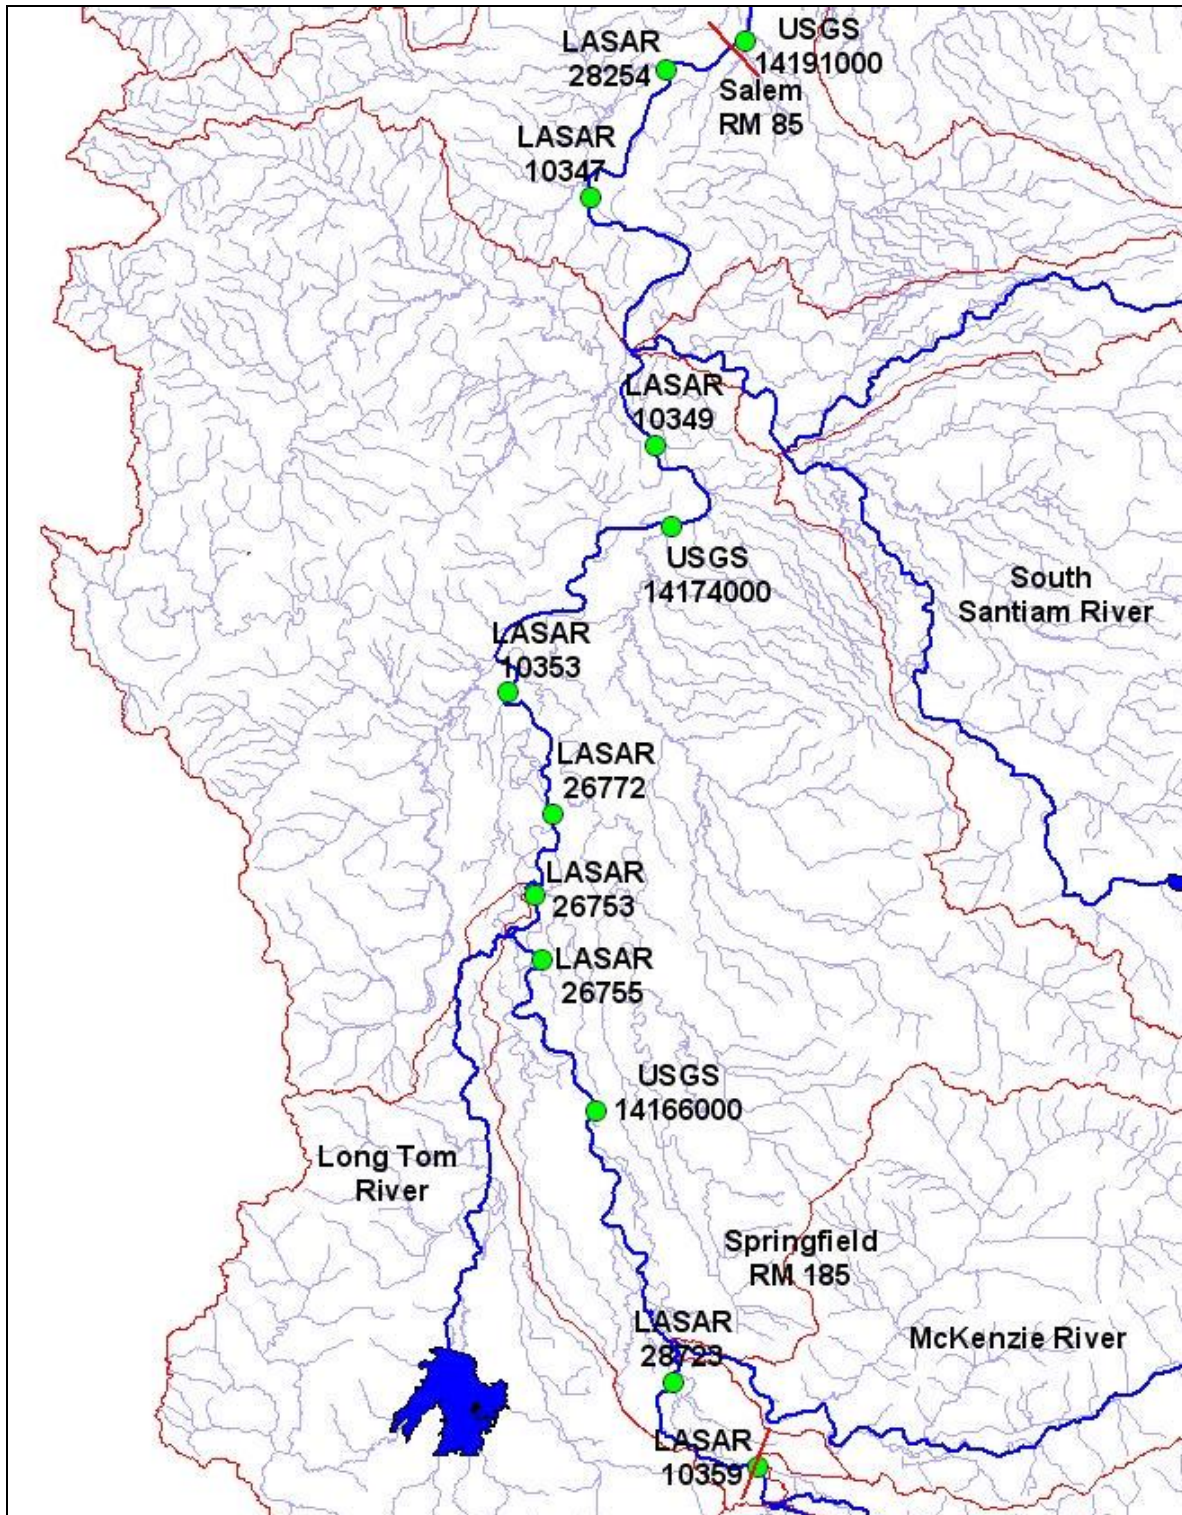 LASAR
28254
USGS
14191000
Salem
RM 85
LASAR
10347
LASAR
10349
USGS
14174000
South
Santiam River
LASAR
10353
LASAR
26772
LASAR
26753
LASAR
26755
USGS
14166000
Long Tom
River
Springfield
RM 185
LASAR
28723
McKenzie River
LASAR
10359